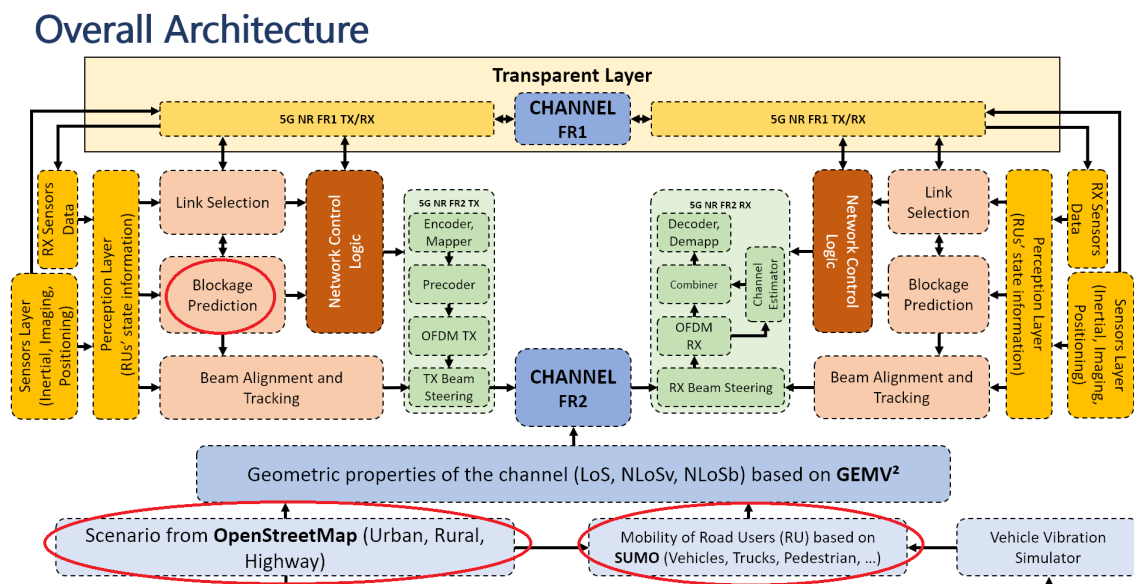 Overall Architecture
Transparent Layer
5G NR FR1 TX/RX
CHANNEL
FR1
5G NR FR1 TX/RX
RX Sensors
Data
Sensors Layer
(Inertial, Imaging,
Positioning)
Perception Layer
(RUs' state information)
Link Selection
Blockage
Prediction
Beam Alignment and
Tracking
Network Control
Logic
5G NR FR2 TX
Encoder,
Mapper
Precoder
OFDM TX
TX Beam
Steering
CHANNEL
FR2
5G NR FR2 RX
Decoder,
Demapp
Combiner
Channel
Estimator
OFDM
RX
RX Beam Steering
Network Control
Logic
Link
Selection
Blockage
Prediction
Beam Alignment and
Tracking
Perception Layer
(RUs' state information)
RX Sensors
Data
Sensors Layer
(Inertial, Imaging,
Positioning)
Geometric properties of the channel (LoS, NLoSv, NLoSb) based on GEMV²
Scenario from OpenStreetMap (Urban, Rural,
Highway)
Mobility of Road Users (RU) based on
SUMO (Vehicles, Trucks, Pedestrian, ...)
Vehicle Vibration
Simulator